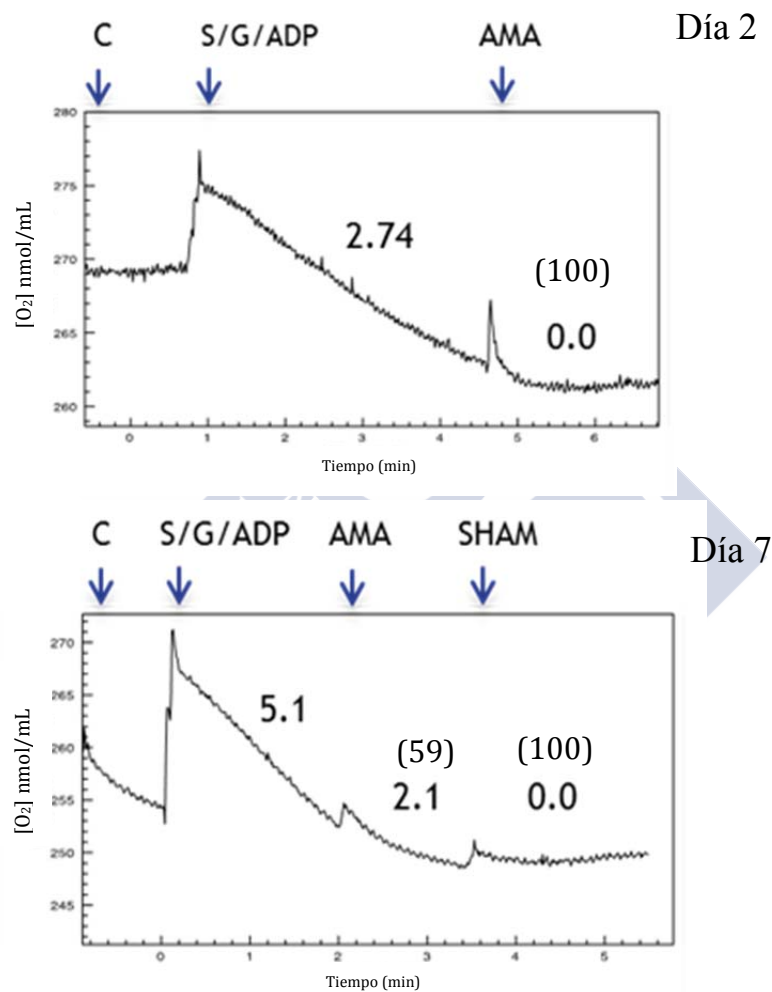 Día 2
C S/G/ADP AMA
280
275
270
265
260
[O₂] nmol/mL
2.74
(100)
0.0
0 1 2 3 4 5 6
Tiempo (min)
Día 7
C S/G/ADP AMA SHAM
270
265
260
255
250
245
[O₂] nmol/mL
5.1
(59) (100)
2.1 0.0
0 1 2 3 4 5
Tiempo (min)